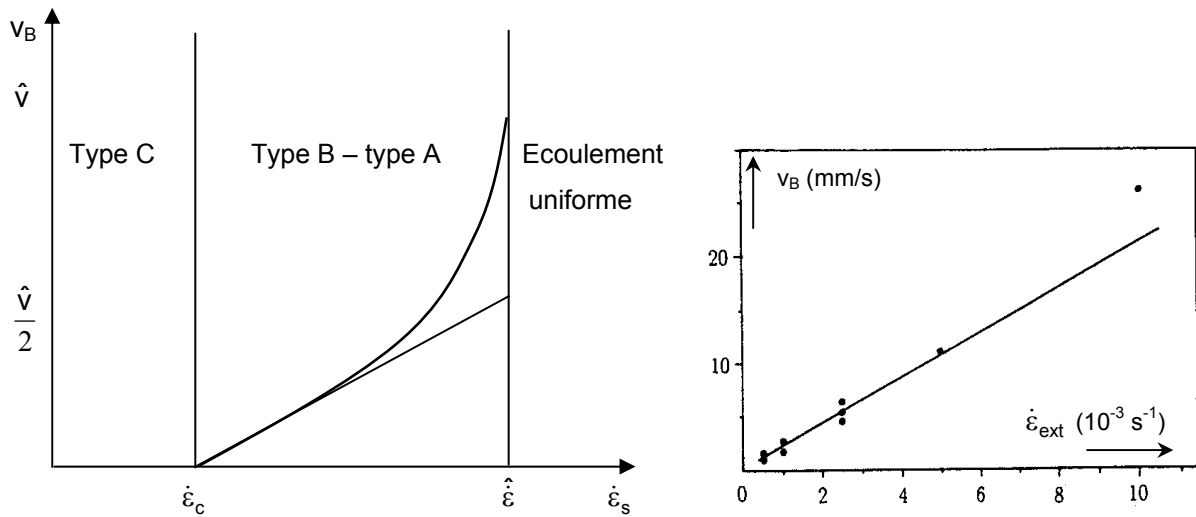 v_B
v̂
Type C
Type B – type A
Ecoulement
uniforme
v̂
2
ε̇_c
ε̇̂
ε̇_s
v_B (mm/s)
20
10
ε̇_ext (10^-3 s^-1)
0 2 4 6 8 10